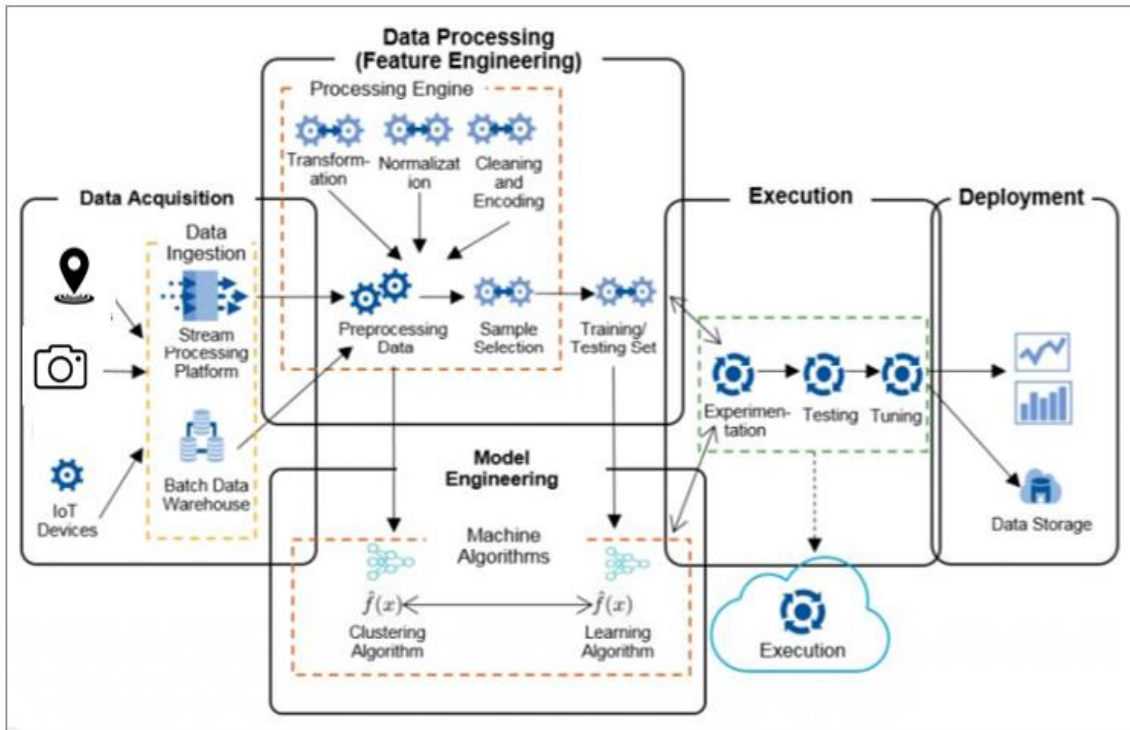 Data Processing
(Feature Engineering)
Processing Engine
Transform-
ation
Normalizat
ion
Cleaning
and
Encoding
Data Acquisition
Data
Ingestion
Stream
Processing
Platform
Batch Data
Warehouse
IoT
Devices
Preprocessing
Data
Sample
Selection
Training/
Testing Set
Model
Engineering
Machine
Algorithms
f̂(x)
Clustering
Algorithm
f̂(x)
Learning
Algorithm
Execution
Experimen-
tation
Testing
Tuning
Execution
Deployment
Data Storage